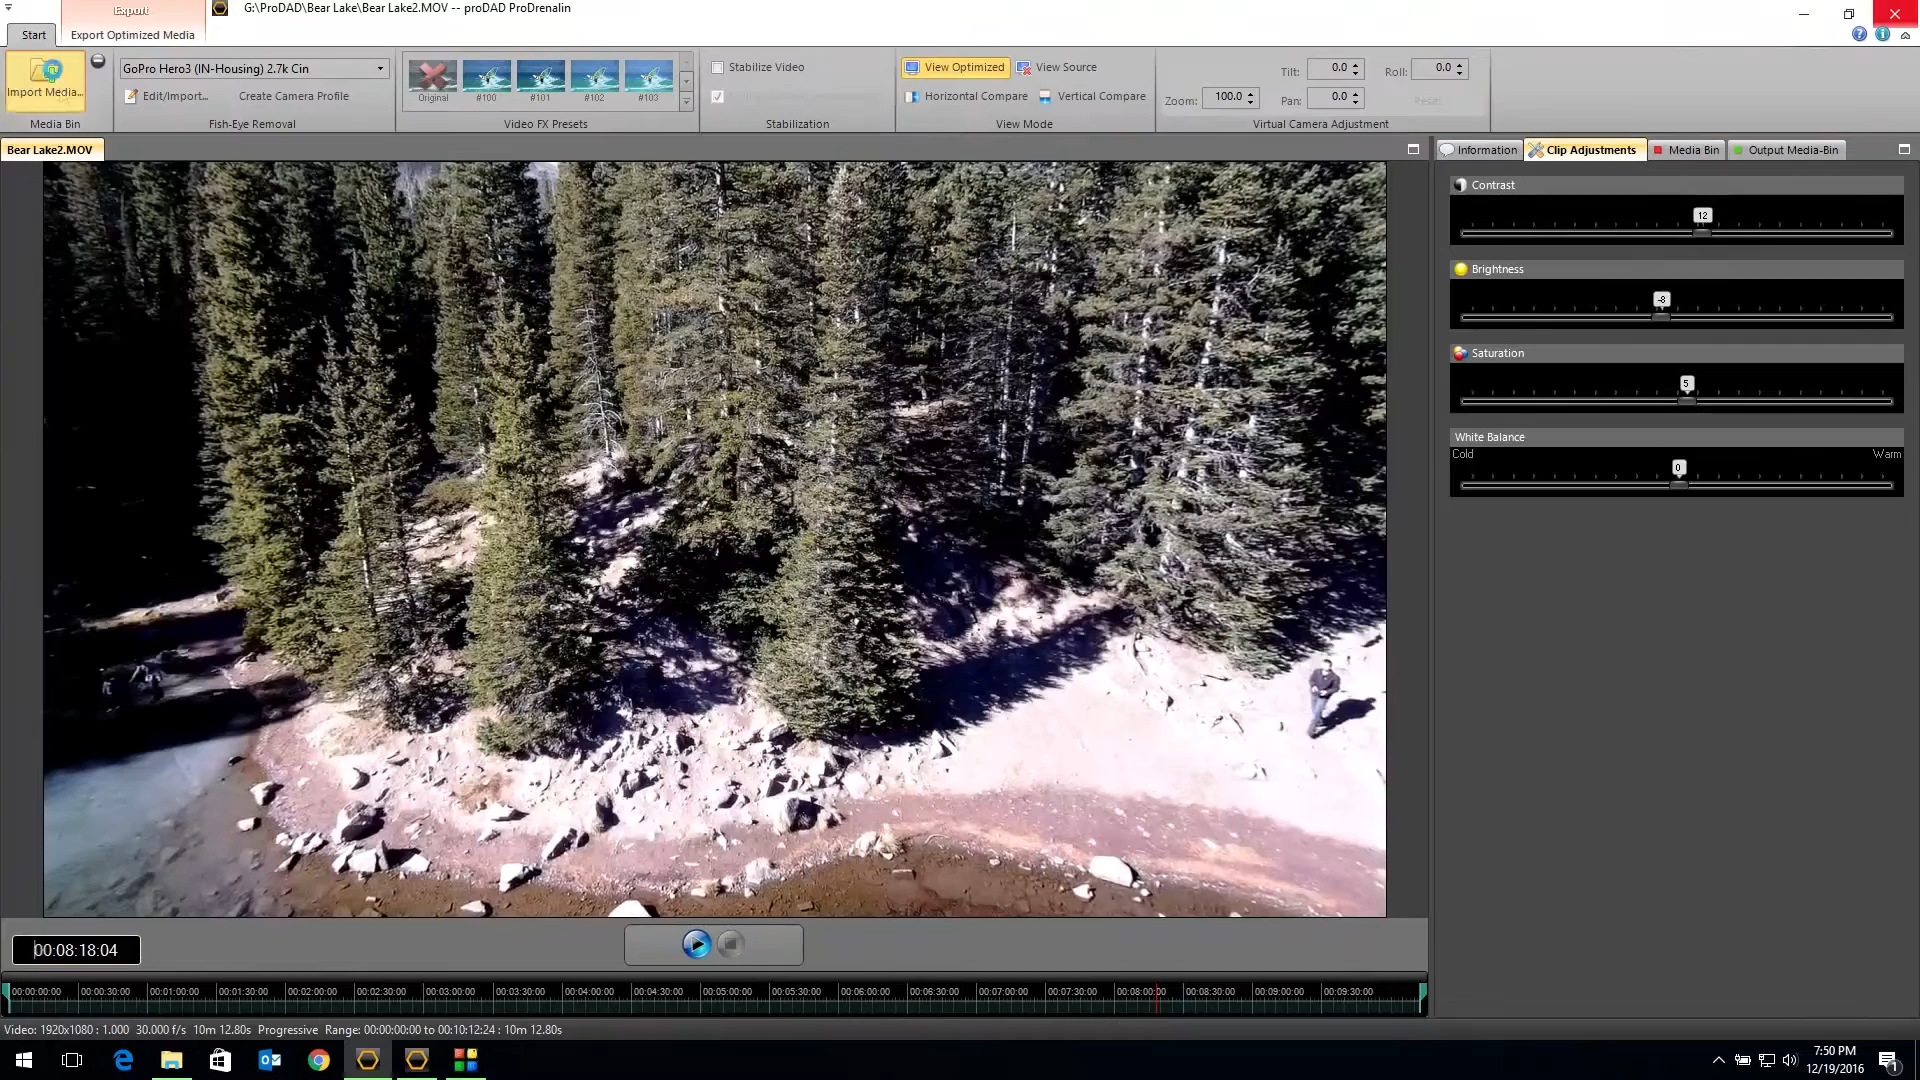 Export
G:\ProDAD\Bear Lake\Bear Lake2.MOV -- proDAD ProDrenalin
Start
Export Optimized Media
Import Media...
Media Bin
GoPro Hero3 (IN-Housing) 2.7k Cin
Edit/Import...
Create Camera Profile
Fish-Eye Removal
Original
#100
#101
#102
#103
Video FX Presets
Stabilize Video
Stabilization
View Optimized
View Source
Horizontal Compare
Vertical Compare
View Mode
Tilt: 0.0
Roll: 0.0
Zoom: 100.0
Pan: 0.0
Reset
Virtual Camera Adjustment
Bear Lake2.MOV
Information
Clip Adjustments
Media Bin
Output Media-Bin
Contrast
12
Brightness
-8
Saturation
5
White Balance
Cold
Warm
0
00:08:18:04
00:00:00:00 00:00:30:00 00:01:00:00 00:01:30:00 00:02:00:00 00:02:30:00 00:03:00:00 00:03:30:00 00:04:00:00 00:04:30:00 00:05:00:00 00:05:30:00 00:06:00:00 00:06:30:00 00:07:00:00 00:07:30:00 00:08:00:00 00:08:30:00 00:09:00:00 00:09:30:00
Video: 1920x1080 : 1.000 30.000 f/s 10m 12.80s Progressive Range: 00:00:00:00 to 00:10:12:24 : 10m 12.80s
7:50 PM
12/19/2016
1